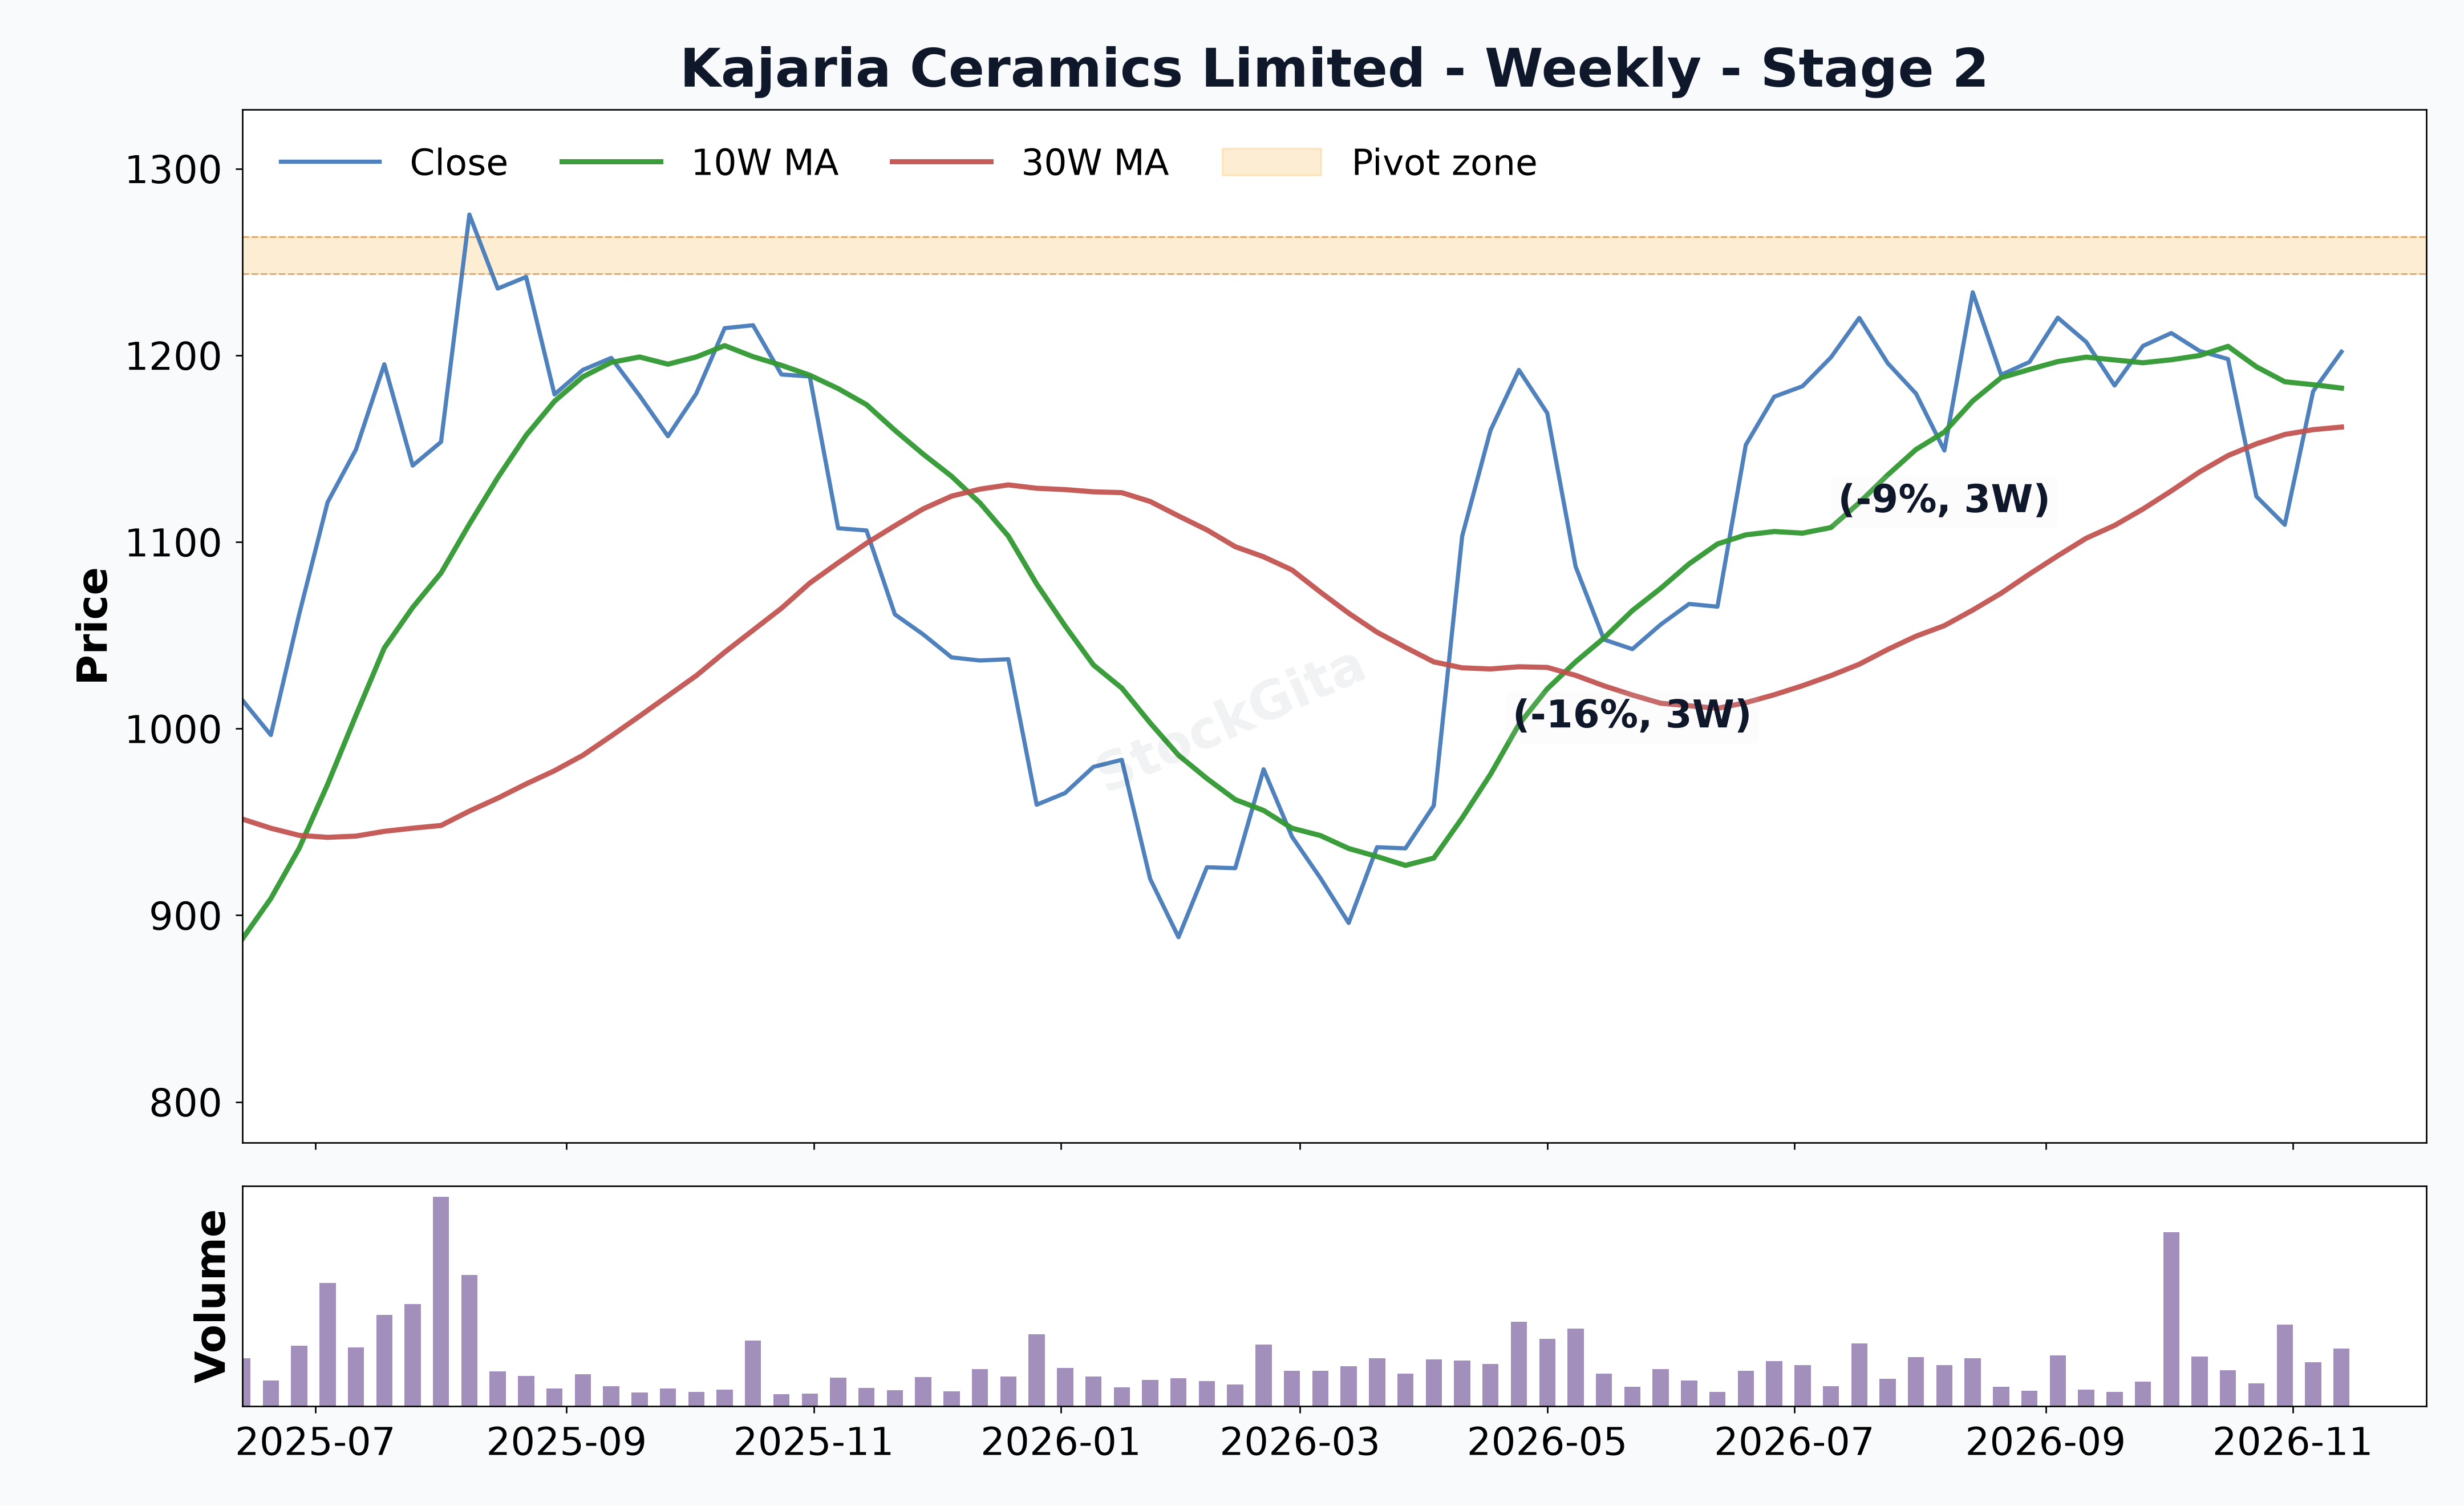 Kajaria Ceramics Limited - Weekly - Stage 2
Close 10W MA 30W MA Pivot zone
1300
1200
1100
1000
900
800
Price
(-9%, 3W)
(-16%, 3W)
StockGita
Volume
2025-07 2025-09 2025-11 2026-01 2026-03 2026-05 2026-07 2026-09 2026-11